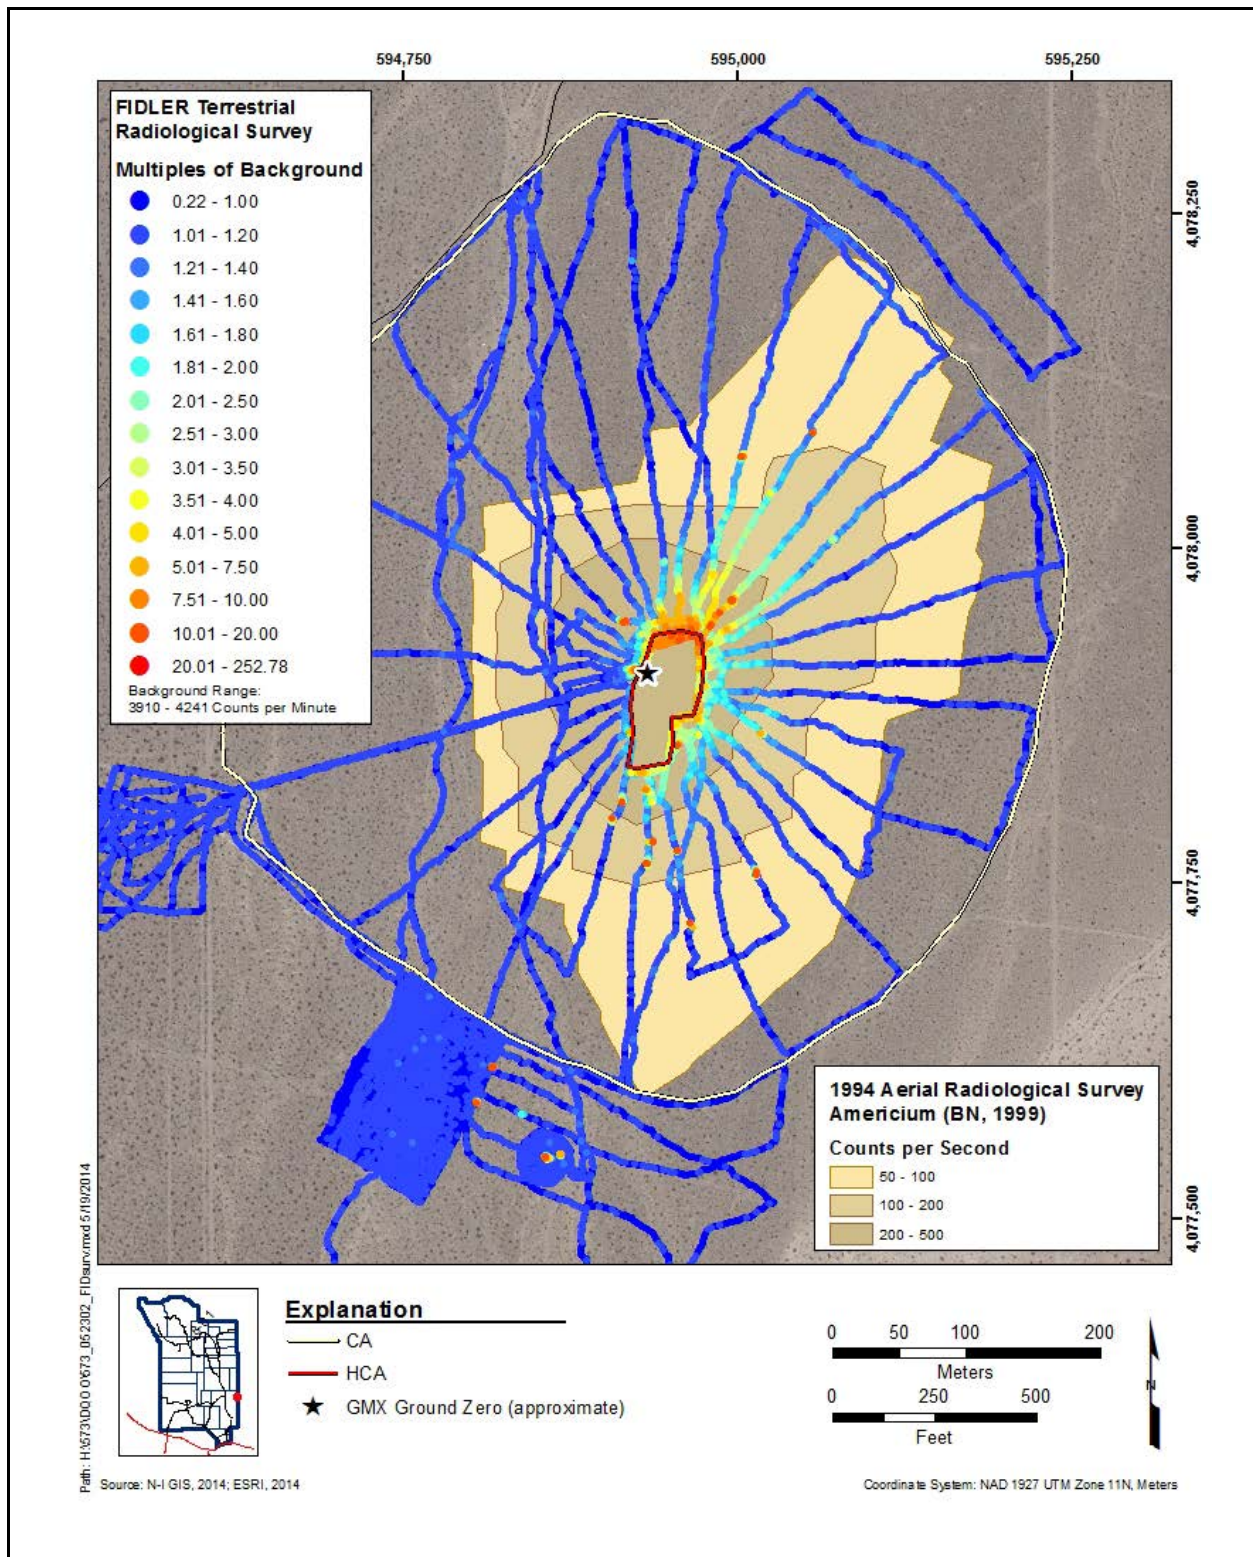 594,750
595,000
595,250
FIDLER Terrestrial
Radiological Survey
Multiples of Background
0.22 - 1.00
1.01 - 1.20
1.21 - 1.40
1.41 - 1.60
1.61 - 1.80
1.81 - 2.00
2.01 - 2.50
2.51 - 3.00
3.01 - 3.50
3.51 - 4.00
4.01 - 5.00
5.01 - 7.50
7.51 - 10.00
10.01 - 20.00
20.01 - 252.78
Background Range:
3910 - 4241 Counts per Minute
4,078,250
4,078,000
4,077,750
4,077,500
1994 Aerial Radiological Survey
Americium (BN, 1999)
Counts per Second
50 - 100
100 - 200
200 - 500
Explanation
CA
HCA
GMX Ground Zero (approximate)
0 50 100 200
Meters
0 250 500
Feet
N
Source: N-I GIS, 2014; ESRI, 2014
Coordinate System: NAD 1927 UTM Zone 11N, Meters